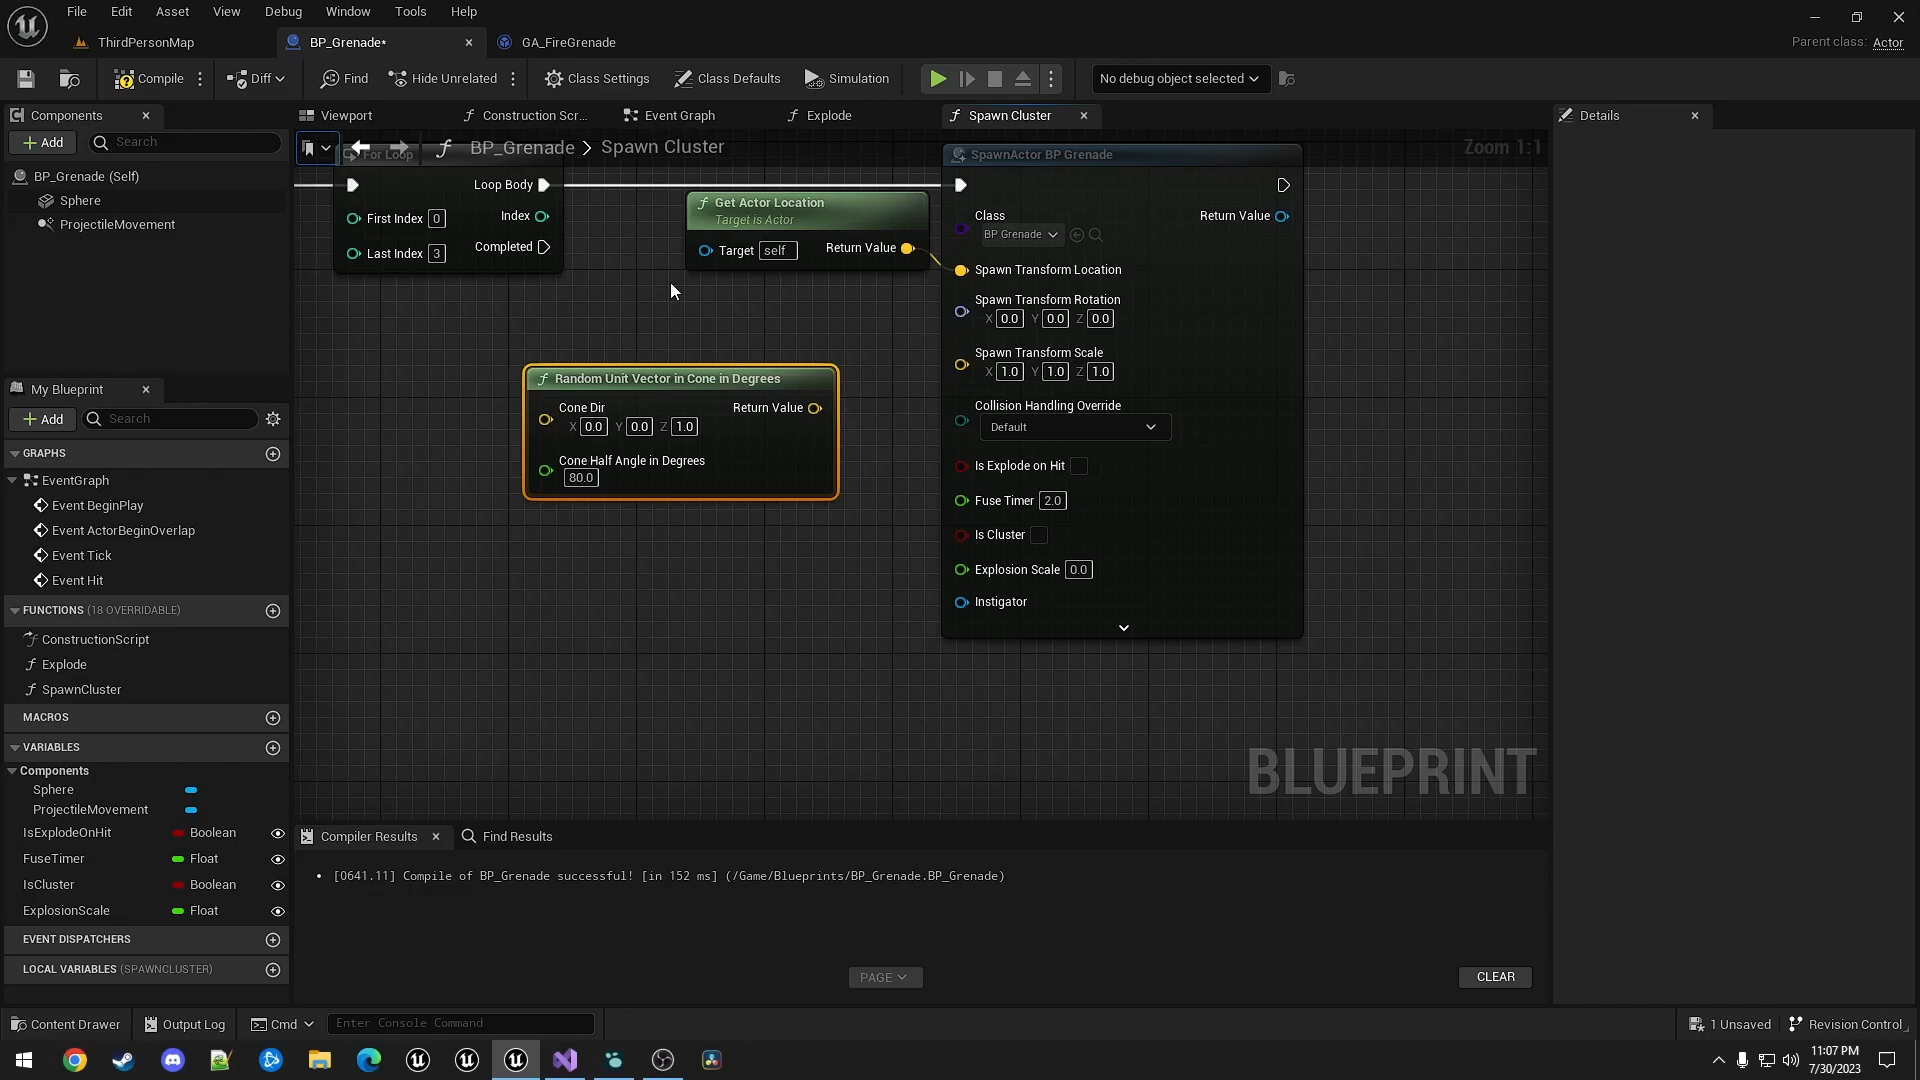 File Edit Asset View Debug Window Tools Help
ThirdPersonMap BP_Grenade* GA_FireGrenade
Parent class: Actor
Compile Diff Find Hide Unrelated Class Settings Class Defaults Simulation No debug object selected
Components
Viewport Construction Scr... Event Graph Explode Spawn Cluster
Details
Add Search
For Loop BP_Grenade > Spawn Cluster
Zoom 1:1
BP_Grenade (Self)
Sphere
ProjectileMovement
Loop Body
First Index 0 Index
Last Index 3 Completed
Get Actor Location
Target is Actor
Target self Return Value
SpawnActor BP Grenade
Class Return Value
BP Grenade
Spawn Transform Location
Spawn Transform Rotation
X 0.0 Y 0.0 Z 0.0
Spawn Transform Scale
X 1.0 Y 1.0 Z 1.0
Collision Handling Override
Default
Is Explode on Hit
Fuse Timer 2.0
Is Cluster
Explosion Scale 0.0
Instigator
Random Unit Vector in Cone in Degrees
Cone Dir Return Value
X 0.0 Y 0.0 Z 1.0
Cone Half Angle in Degrees
80.0
BLUEPRINT
My Blueprint
Add Search
GRAPHS
EventGraph
Event BeginPlay
Event ActorBeginOverlap
Event Tick
Event Hit
FUNCTIONS (18 OVERRIDABLE)
ConstructionScript
Explode
SpawnCluster
MACROS
VARIABLES
Components
Sphere
ProjectileMovement
IsExplodeOnHit Boolean
FuseTimer Float
IsCluster Boolean
ExplosionScale Float
EVENT DISPATCHERS
LOCAL VARIABLES (SPAWNCLUSTER)
Compiler Results Find Results
• [0641.11] Compile of BP_Grenade successful! [in 152 ms] (/Game/Blueprints/BP_Grenade.BP_Grenade)
PAGE CLEAR
Content Drawer Output Log Cmd Enter Console Command 1 Unsaved Revision Control
11:07 PM
7/30/2023